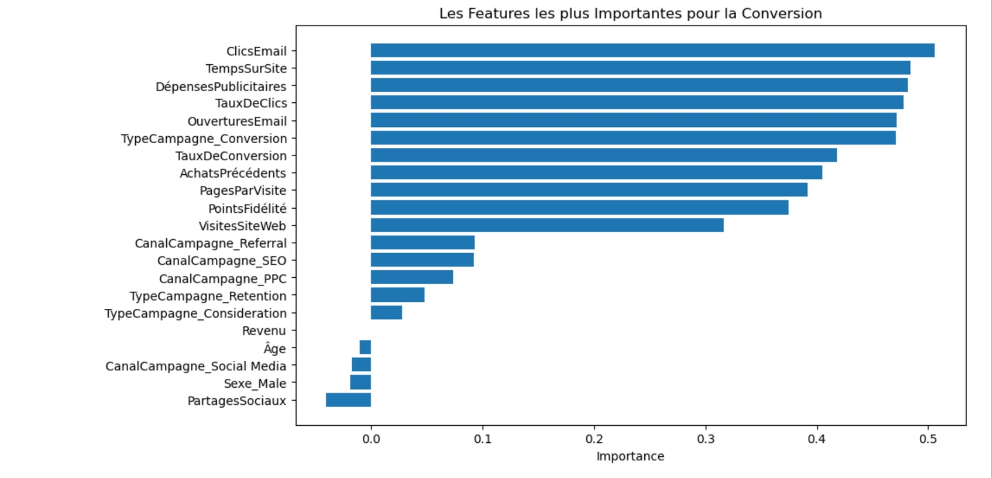 Les Features les plus Importantes pour la Conversion
ClicsEmail
TempsSurSite
DépensesPublicitaires
TauxDeClics
OuverturesEmail
TypeCampagne_Conversion
TauxDeConversion
AchatsPrécédents
PagesParVisite
PointsFidélité
VisitesSiteWeb
CanalCampagne_Referral
CanalCampagne_SEO
CanalCampagne_PPC
TypeCampagne_Retention
TypeCampagne_Consideration
Revenu
Âge
CanalCampagne_Social Media
Sexe_Male
PartagesSociaux
0.0 0.1 0.2 0.3 0.4 0.5
Importance